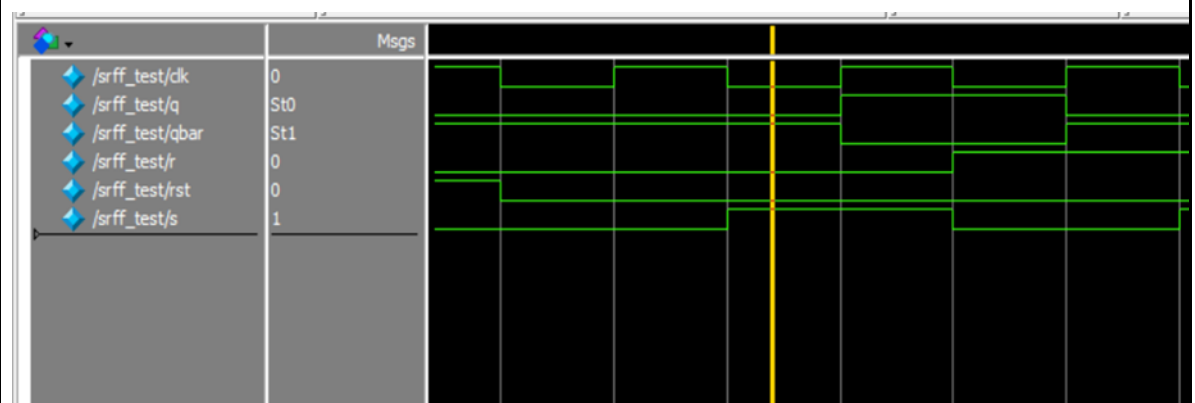 Msgs
/srff_test/clk 0
/srff_test/q St0
/srff_test/qbar St1
/srff_test/r 0
/srff_test/rst 0
/srff_test/s 1